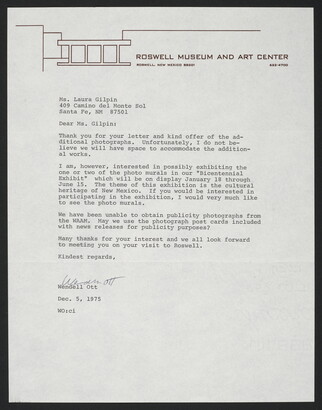 ROSWELL MUSEUM AND ART CENTER
ROSWELL, NEW MEXICO 88201 622-4700
Ms. Laura Gilpin
409 Camino del Monte Sol
Santa Fe, NM 87501
Dear Ms. Gilpin:
Thank you for your letter and kind offer of the ad-
ditional photographs. Unfortunately, I do not be-
lieve we will have space to accommodate the addition-
al works.
I am, however, interested in possibly exhibiting the
one or two of the photo murals in our "Bicentennial
Exhibit" which will be on display January 18 through
June 15. The theme of this exhibition is the cultural
heritage of New Mexico. If you would be interested in
participating in the exhibition, I would very much like
to see the photo murals.
We have been unable to obtain publicity photographs from
the WAAM. May we use the photograph post cards included
with news releases for publicity purposes?
Many thanks for your interest and we all look forward
to meeting you on your visit to Roswell.
Kindest regards,
Wendell Ott
Wendell Ott
Dec. 5, 1975
WO:ci